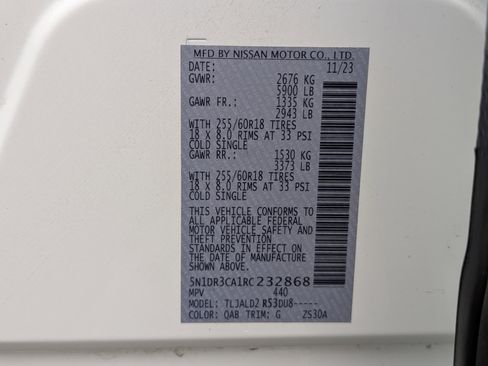 MFD BY NISSAN MOTOR CO., LTD.
DATE: 11/23
GVWR: 2676 KG
5900 LB
GAWR FR.: 1335 KG
2943 LB
WITH 255/60R18 TIRES
18 X 8.0 RIMS AT 33 PSI
COLD SINGLE
GAWR RR.: 1530 KG
3373 LB
WITH 255/60R18 TIRES
18 X 8.0 RIMS AT 33 PSI
COLD SINGLE
THIS VEHICLE CONFORMS TO
ALL APPLICABLE FEDERAL
MOTOR VEHICLE SAFETY AND
THEFT PREVENTION
STANDARDS IN EFFECT ON
THE DATE OF MANUFACTURE
SHOWN ABOVE.
5N1DR3CA1RC232868
MPV 440
MODEL: TLJALD2 R53DU8-----
COLOR: QAB TRIM: G ZS30A